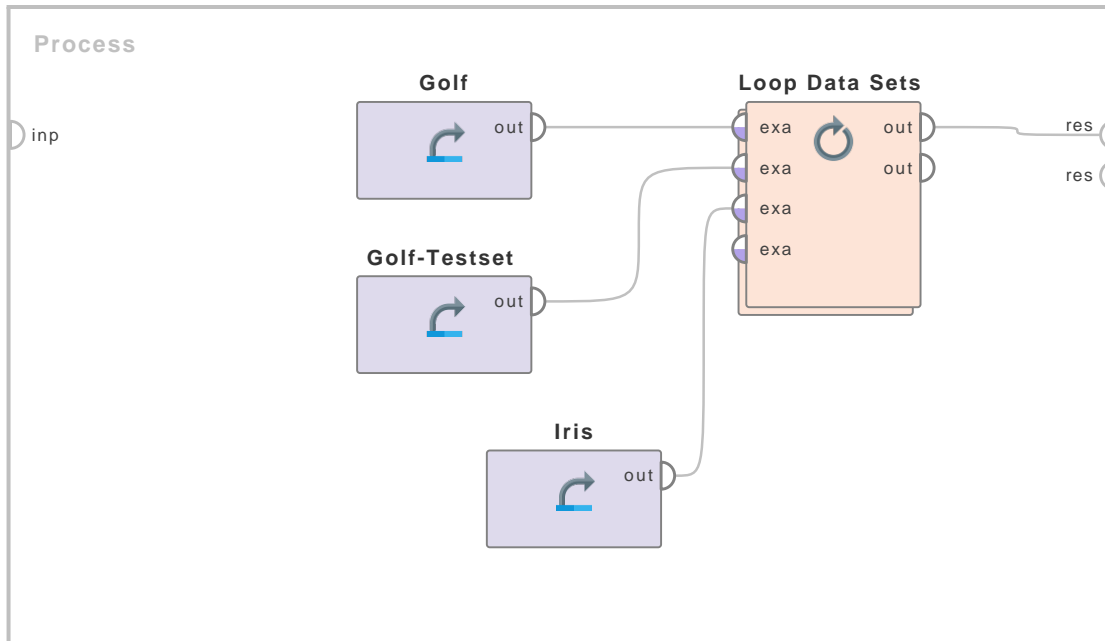 Process
inp
Golf
out
Golf-Testset
out
Iris
out
Loop Data Sets
exa
exa
exa
exa
out
out
res
res